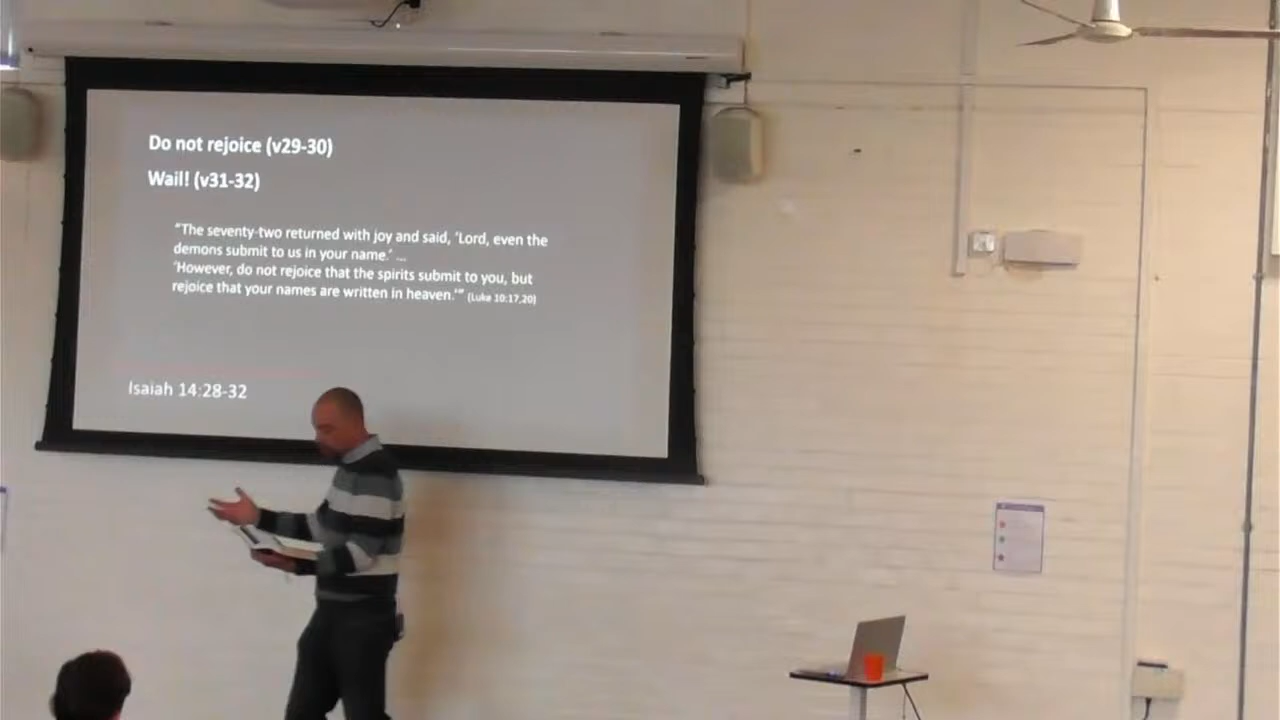 Do not rejoice (v29-30)
Wail! (v31-32)
"The seventy-two returned with joy and said, 'Lord, even the
demons submit to us in your name.' ...
'However, do not rejoice that the spirits submit to you, but
rejoice that your names are written in heaven.'" (Luke 10:17,20)
Isaiah 14:28-32